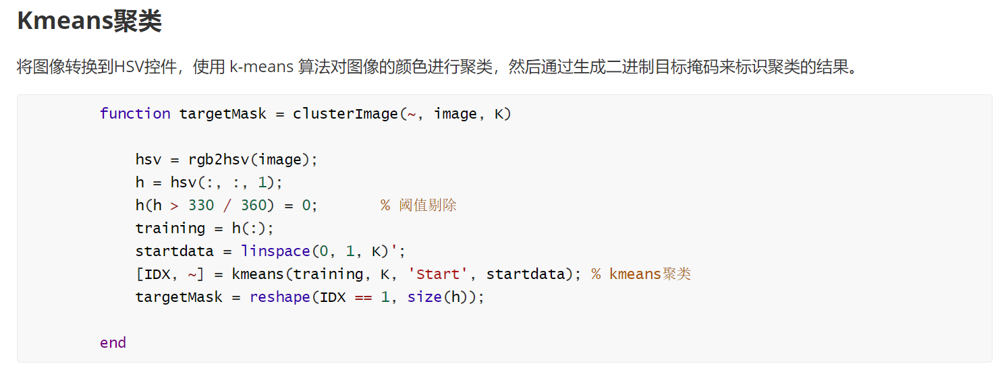 Kmeans聚类
将图像转换到HSV控件，使用 k-means 算法对图像的颜色进行聚类，然后通过生成二进制目标掩码来标识聚类的结果。
function targetMask = clusterImage(~, image, K)
hsv = rgb2hsv(image);
h = hsv(:, :, 1);
h(h > 330 / 360) = 0; % 阈值剔除
training = h(:);
startdata = linspace(0, 1, K)';
[IDX, ~] = kmeans(training, K, 'Start', startdata); % kmeans聚类
targetMask = reshape(IDX == 1, size(h));
end